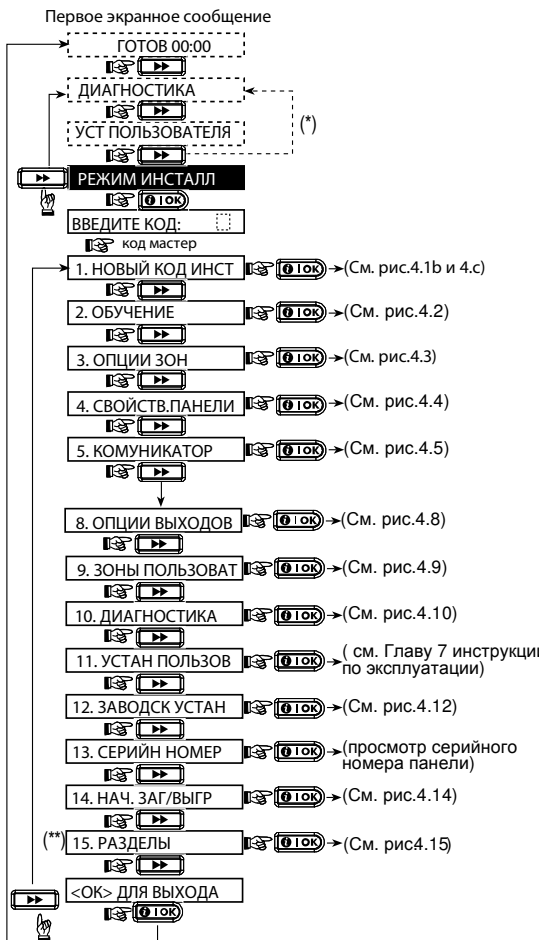 Первое экранное сообщение
ГОТОВ 00:00
ДИАГНОСТИКА
УСТ ПОЛЬЗОВАТЕЛЯ
(*)
РЕЖИМ ИНСТАЛЛ
OK
ВВЕДИТЕ КОД:
код мастер
1. НОВЫЙ КОД ИНСТ OK (См. рис.4.1b и 4.c)
2. ОБУЧЕНИЕ OK (См. рис.4.2)
3. ОПЦИИ ЗОН OK (См. рис.4.3)
4. СВОЙСТВ.ПАНЕЛИ OK (См. рис.4.4)
5. КОМУНИКАТОР OK (См. рис.4.5)
8. ОПЦИИ ВЫХОДОВ OK (См. рис.4.8)
9. ЗОНЫ ПОЛЬЗОВАТ OK (См. рис.4.9)
10. ДИАГНОСТИКА OK (См. рис.4.10)
11. УСТАН ПОЛЬЗОВ OK ( см. Главу 7 инструкци
по эксплуатации)
12. ЗАВОДСК УСТАН OK (См. рис.4.12)
13. СЕРИЙН НОМЕР OK (просмотр серийного
номера панели)
14. НАЧ. ЗАГ/ВЫГР OK (См. рис.4.14)
(**) 15. РАЗДЕЛЫ OK (См. рис4.15)
<OK> ДЛЯ ВЫХОДА
OK